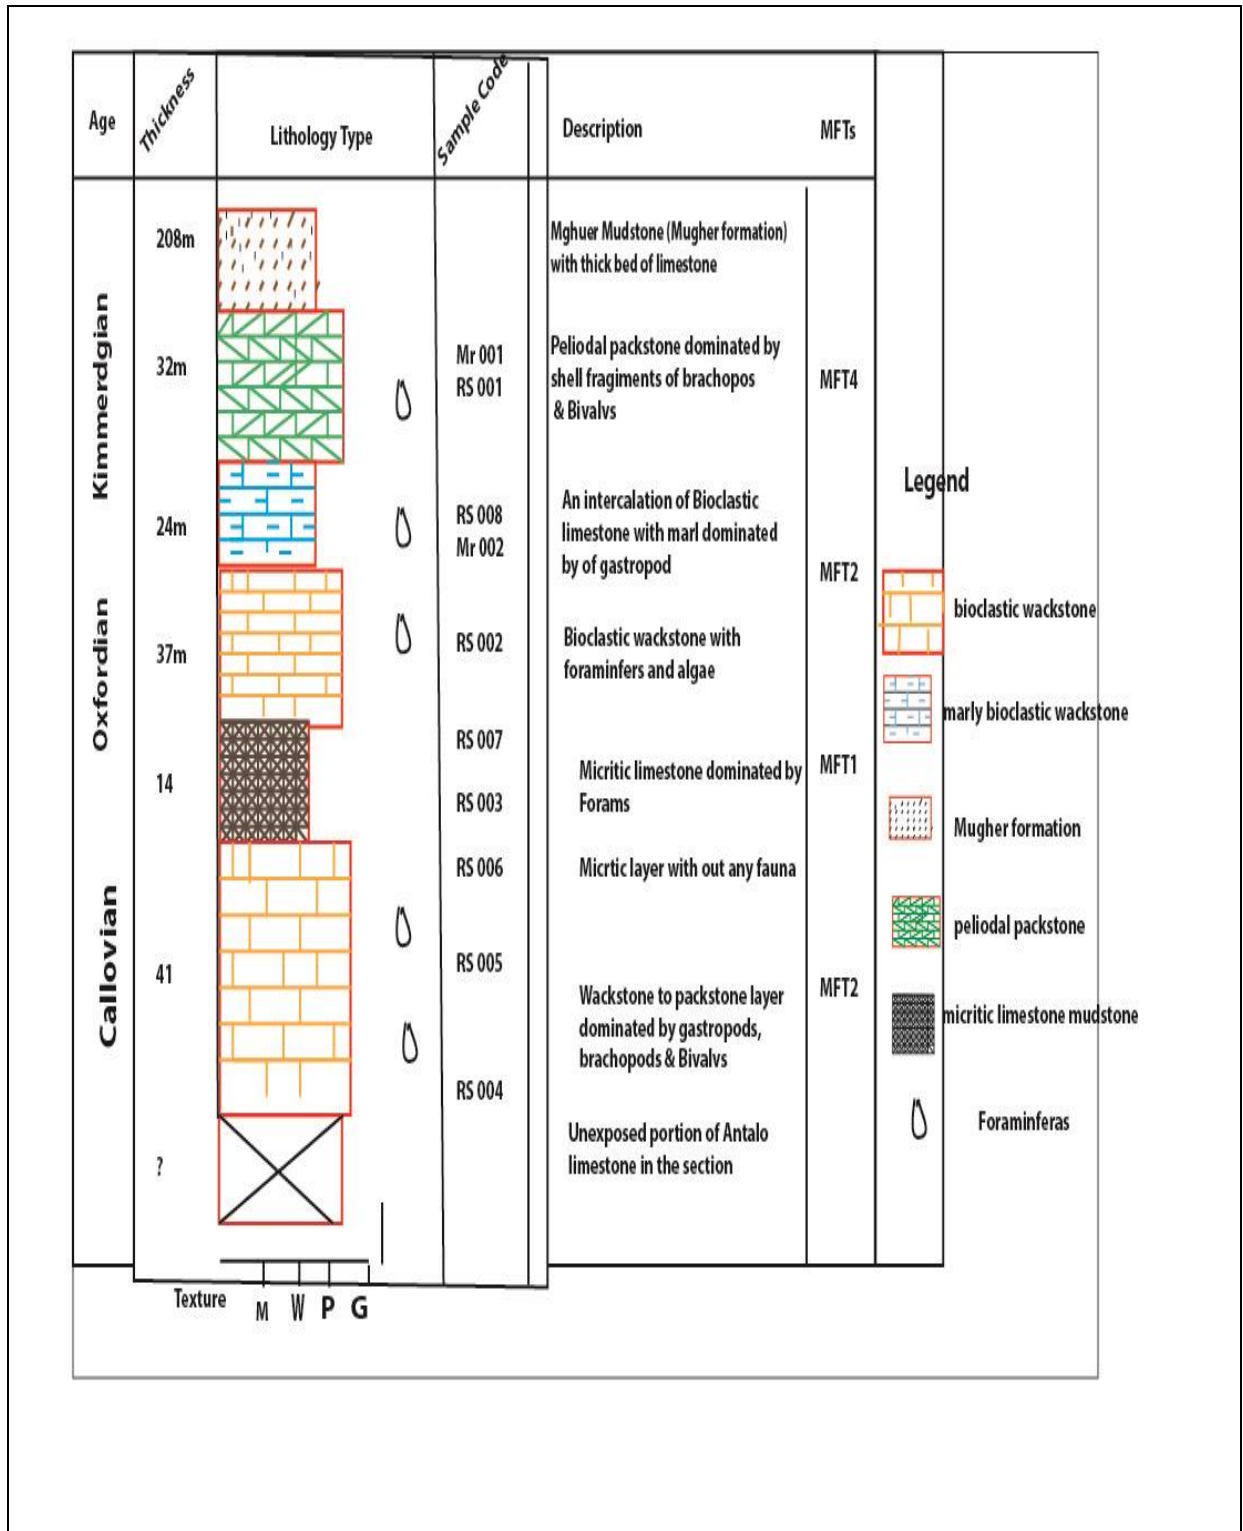 Age
Thickness
Lithology Type
Sample Code
Description
MFTs
Kimmerdgian
Oxfordian
Callovian
208m
32m
24m
37m
14
41
?
Mr 001
RS 001
RS 008
Mr 002
RS 002
RS 007
RS 003
RS 006
RS 005
RS 004
Mghuer Mudstone (Mugher formation)
with thick bed of limestone
Peliodal packstone dominated by
shell fragiments of brachopos
& Bivalvs
An intercalation of Bioclastic
limestone with marl dominated
by of gastropod
Bioclastic wackstone with
foraminfers and algae
Micritic limestone dominated by
Forams
Micrtic layer with out any fauna
Wackstone to packstone layer
dominated by gastropods,
brachopods & Bivalvs
Unexposed portion of Antalo
limestone in the section
MFT4
MFT2
MFT1
MFT2
Legend
bioclastic wackstone
marly bioclastic wackstone
Mugher formation
peliodal packstone
micritic limestone mudstone
Foraminferas
Texture
M W P G